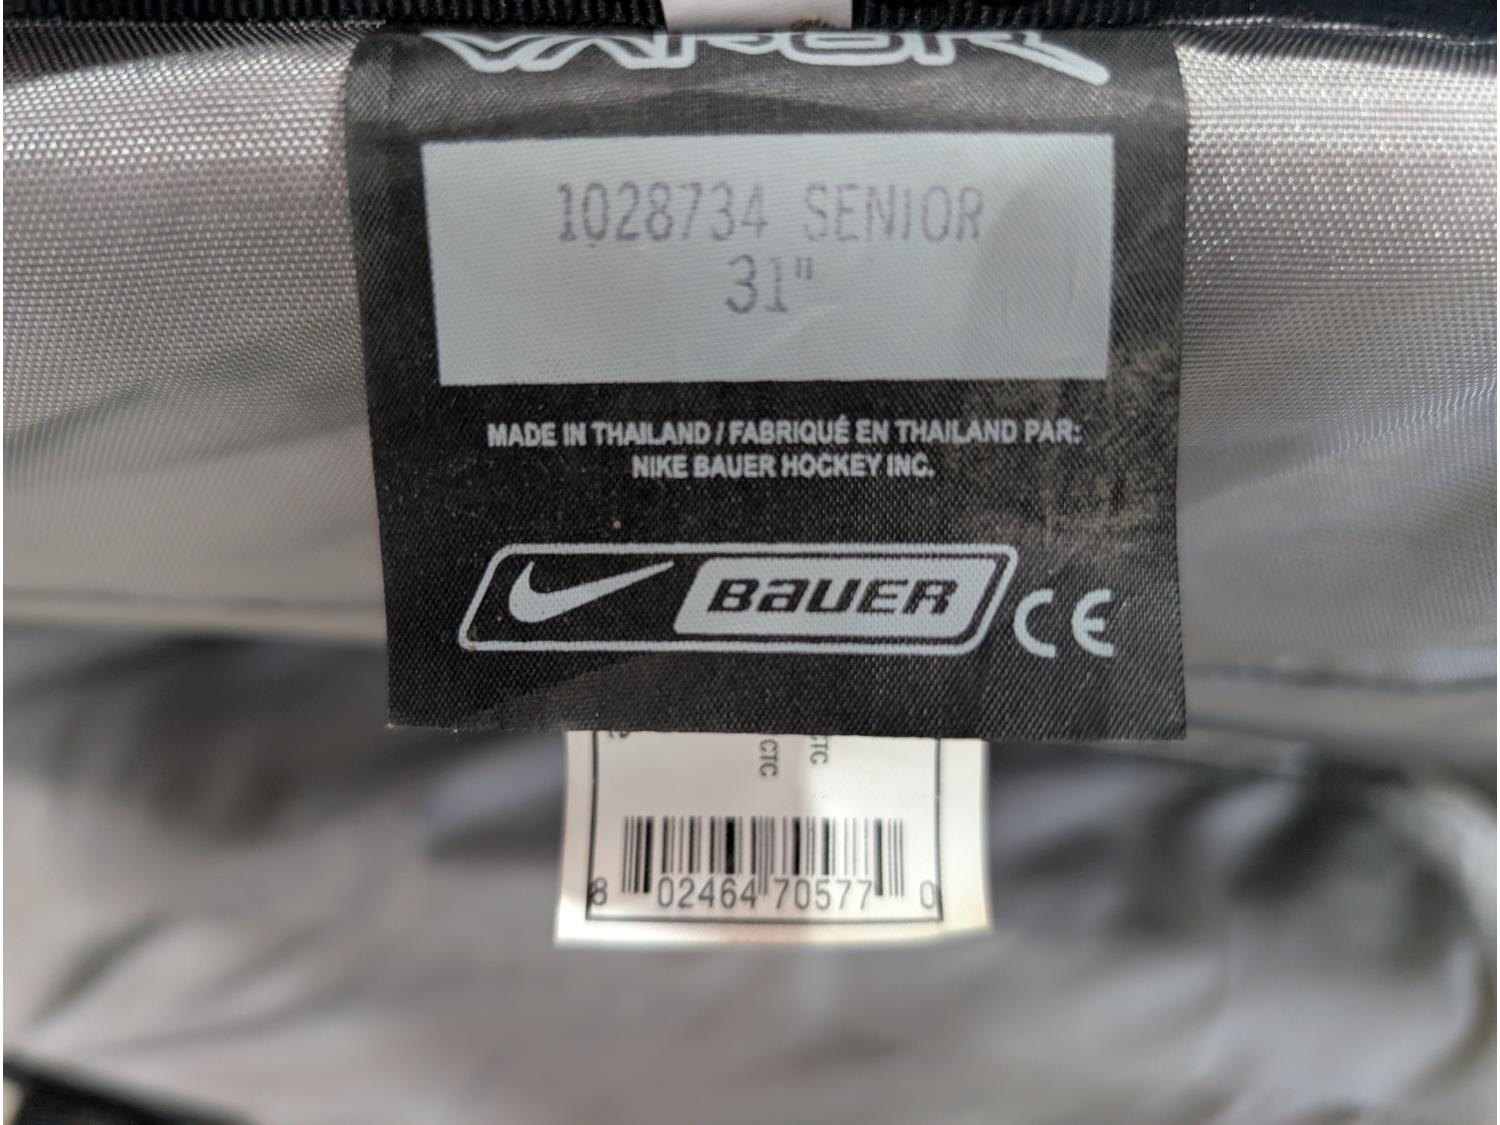 VAPOR
1028734 SENIOR
31"
MADE IN THAILAND / FABRIQUÉ EN THAILAND PAR:
NIKE BAUER HOCKEY INC.
BAUER CE
CTC
CTC
8 02464 70577 0